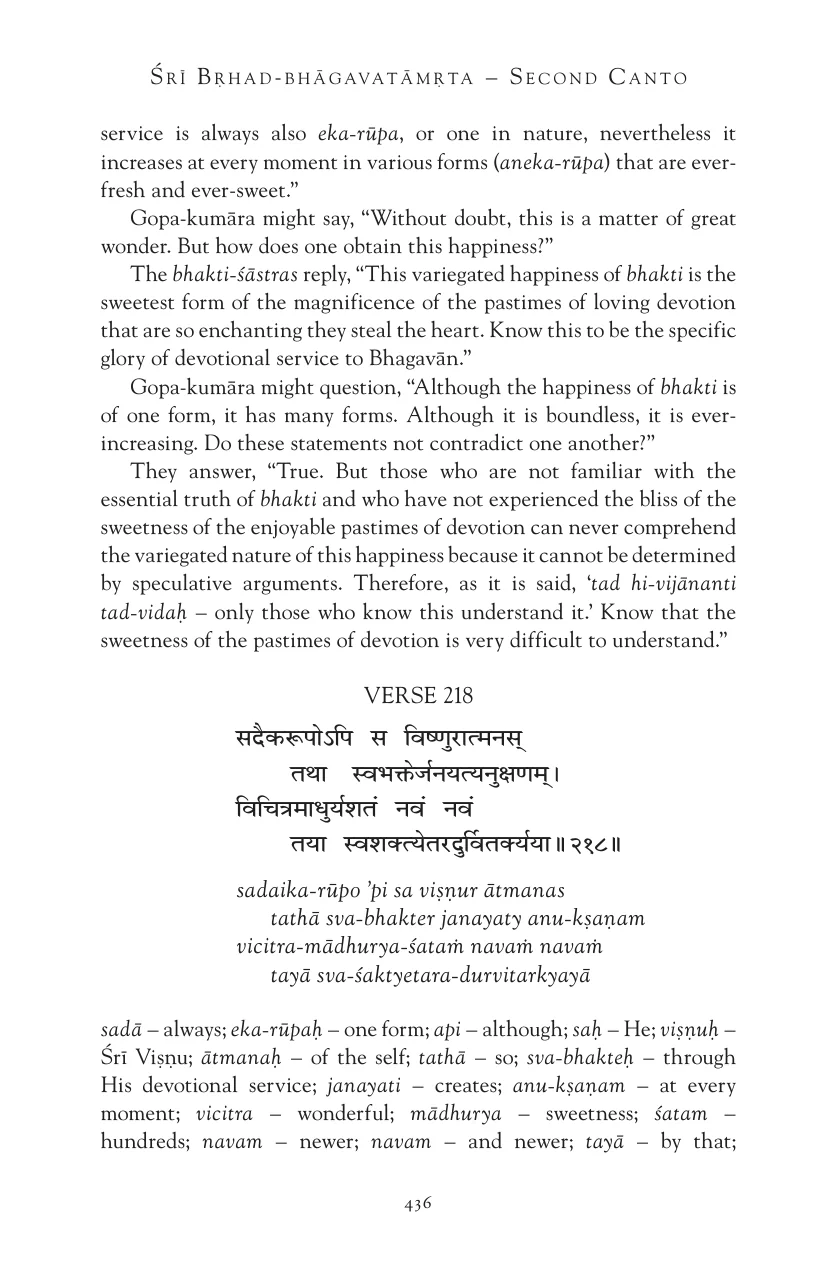 Śrī Bṛhad-bhāgavatāmṛta – Second Canto
service is always also eka-rūpa, or one in nature, nevertheless it
increases at every moment in various forms (aneka-rūpa) that are ever-
fresh and ever-sweet.”
Gopa-kumāra might say, “Without doubt, this is a matter of great
wonder. But how does one obtain this happiness?”
The bhakti-śāstras reply, “This variegated happiness of bhakti is the
sweetest form of the magnificence of the pastimes of loving devotion
that are so enchanting they steal the heart. Know this to be the specific
glory of devotional service to Bhagavān.”
Gopa-kumāra might question, “Although the happiness of bhakti is
of one form, it has many forms. Although it is boundless, it is ever-
increasing. Do these statements not contradict one another?”
They answer, “True. But those who are not familiar with the
essential truth of bhakti and who have not experienced the bliss of the
sweetness of the enjoyable pastimes of devotion can never comprehend
the variegated nature of this happiness because it cannot be determined
by speculative arguments. Therefore, as it is said, ‘tad hi-vijānanti
tad-vidaḥ – only those who know this understand it.’ Know that the
sweetness of the pastimes of devotion is very difficult to understand.”
VERSE 218
सदैकरूपोऽपि स विष्णुरात्मनस्
तथा स्वभक्तेर्जनयत्यनुक्षणम्।
विचित्रमाधुर्यशतं नवं नवं
तया स्वशक्त्येतरदुर्वितर्क्यया॥२१८॥
sadaika-rūpo ’pi sa viṣṇur ātmanas
tathā sva-bhakter janayaty anu-kṣaṇam
vicitra-mādhurya-śataṁ navaṁ navaṁ
tayā sva-śaktyetara-durvitarkyayā
sadā – always; eka-rūpaḥ – one form; api – although; saḥ – He; viṣṇuḥ –
Śrī Viṣṇu; ātmanaḥ – of the self; tathā – so; sva-bhakteḥ – through
His devotional service; janayati – creates; anu-kṣaṇam – at every
moment; vicitra – wonderful; mādhurya – sweetness; śatam –
hundreds; navam – newer; navam – and newer; tayā – by that;
436